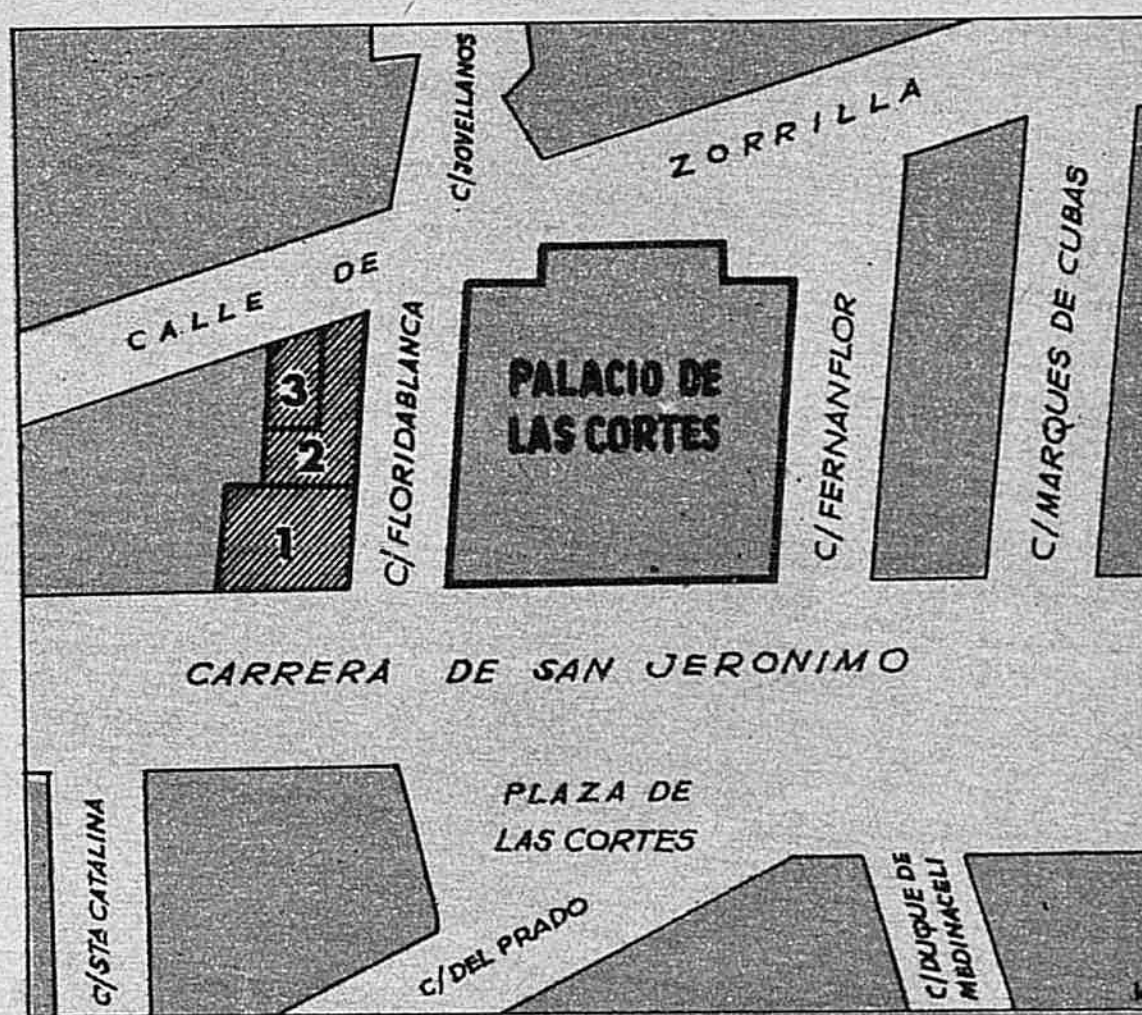 C/JOVELLANOS
ZORRILLA
CALLE DE
C/MARQUES DE CUBAS
C/FLORIDABLANCA
PALACIO DE
LAS CORTES
C/FERNANFLOR
3
2
1
CARRERA DE SAN JERONIMO
PLAZA DE
LAS CORTES
C/STA CATALINA
C/DEL PRADO
C/DUQUE DE
MEDINACELI